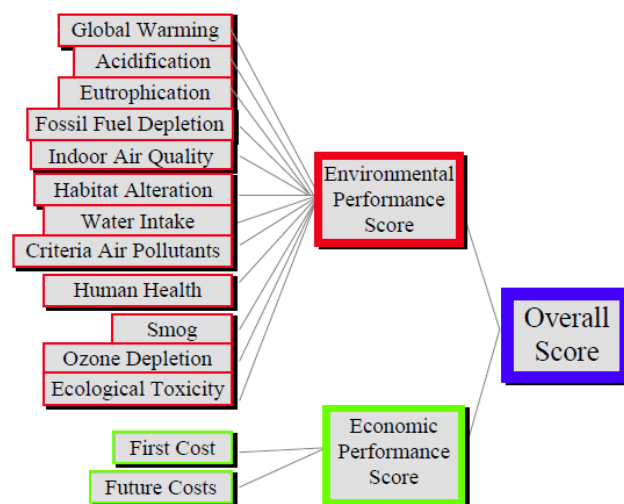 Global Warming
Acidification
Eutrophication
Fossil Fuel Depletion
Indoor Air Quality
Habitat Alteration
Water Intake
Criteria Air Pollutants
Human Health
Smog
Ozone Depletion
Ecological Toxicity
Environmental
Performance
Score
First Cost
Future Costs
Economic
Performance
Score
Overall
Score